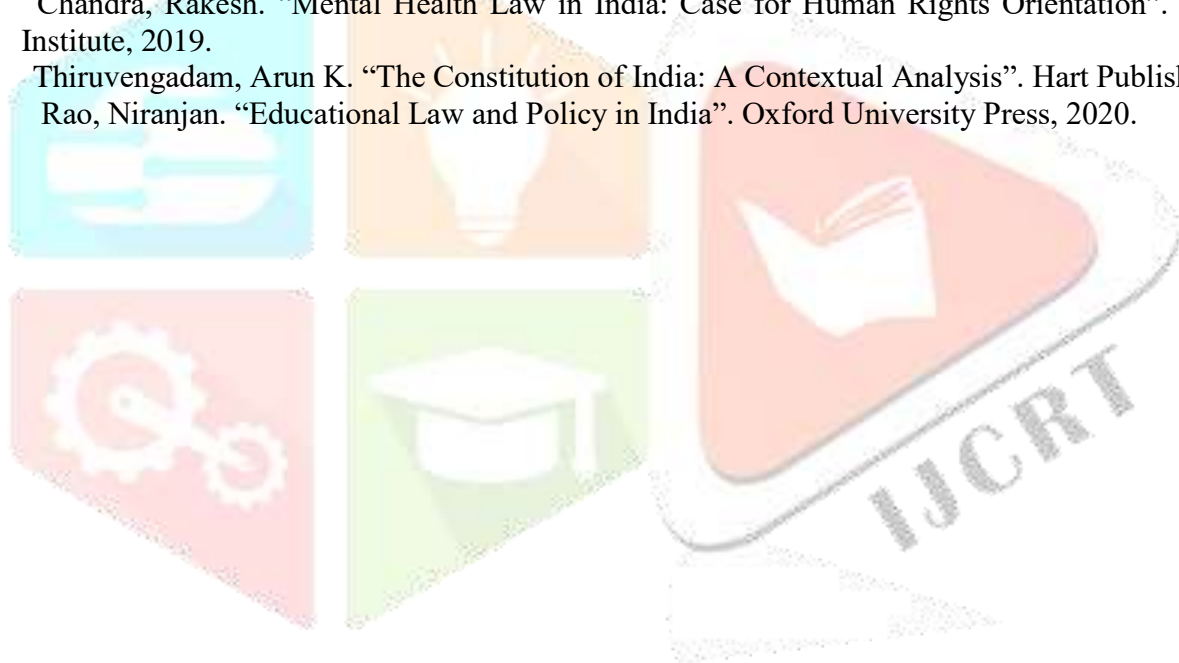 Chandra, Rakesh. “Mental Health Law in India: Case for Human Rights Orientation”.
Institute, 2019.
Thiruvengadam, Arun K. “The Constitution of India: A Contextual Analysis”. Hart
Rao, Niranjan. “Educational Law and Policy in India”. Oxford University Press, 2020.
IJCRT